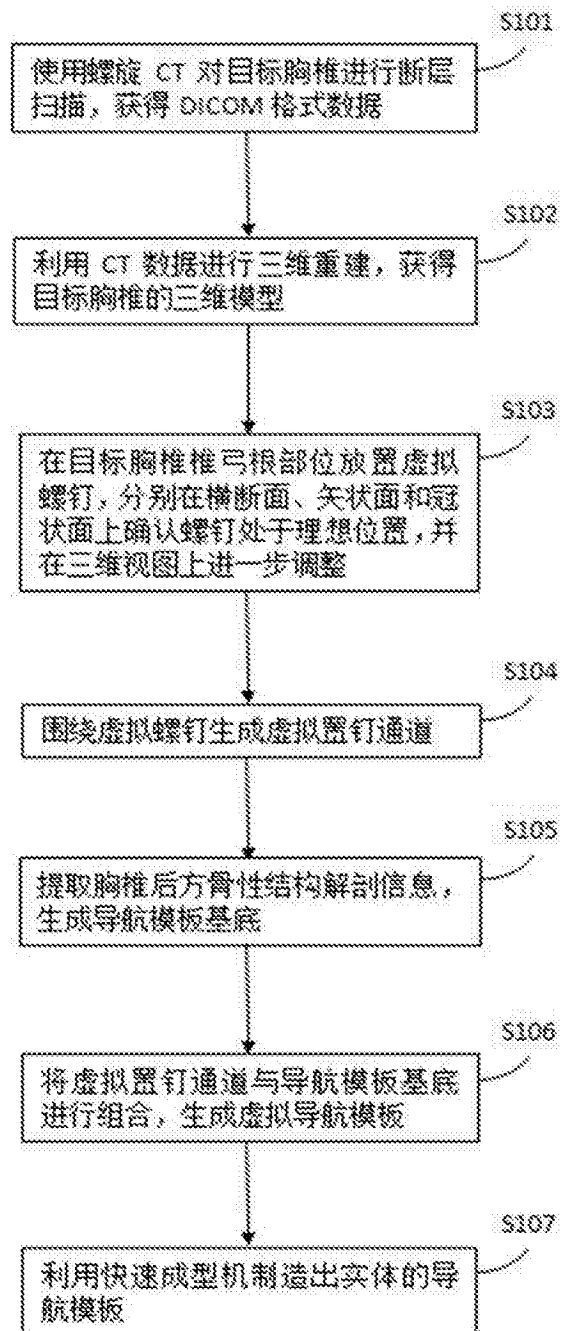 S101
使用螺旋 CT 对目标胸椎进行断层
扫描，获得 DICOM 格式数据
S102
利用 CT 数据进行三维重建，获得
目标胸椎的三维模型
S103
在目标胸椎椎弓根部位放置虚拟
螺钉，分别在横断面、矢状面和冠
状面上确认螺钉处于理想位置，并
在三维视图上进一步调整
S104
围绕虚拟螺钉生成虚拟置钉通道
S105
提取胸椎后方骨性结构解剖信息，
生成导航模板基底
S106
将虚拟置钉通道与导航模板基底
进行组合，生成虚拟导航模板
S107
利用快速成型机制造出实体的导
航模板